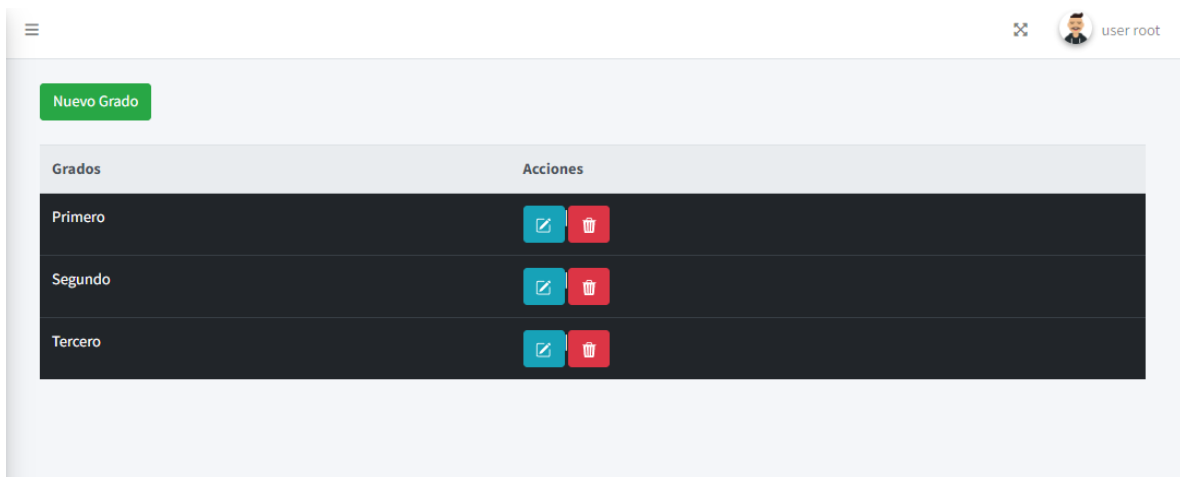 user root
Nuevo Grado
Grados Acciones
Primero
Segundo
Tercero